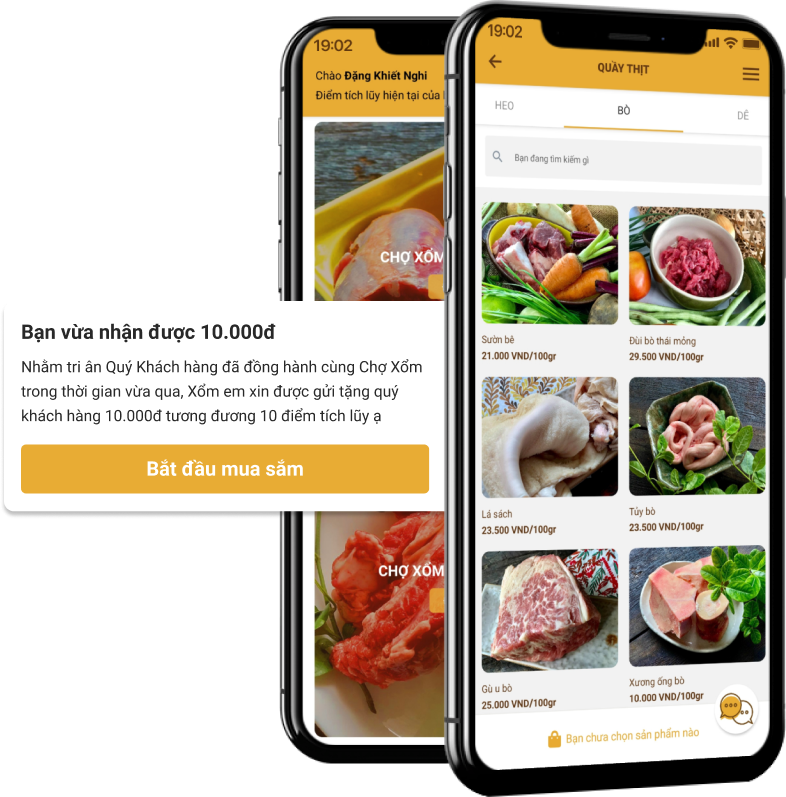 19:02
Chào Đặng Khiết Nghi
Điểm tích lũy hiện tại của
CHỢ XỔM
Bạn vừa nhận được 10.000đ
Nhằm tri ân Quý Khách hàng đã đồng hành cùng Chợ Xổm
trong thời gian vừa qua, Xổm em xin được gửi tặng quý
khách hàng 10.000đ tương đương 10 điểm tích lũy ạ
Bắt đầu mua sắm
CHỢ XỔM
19:02
QUẦY THỊT
HEO
BÒ
DÊ
Bạn đang tìm kiếm gì
Sườn bê
21.000 VND/100gr
Đùi bò thái mỏng
29.500 VND/100gr
Lá sách
23.500 VND/100gr
Tủy bò
23.500 VND/100gr
Gù u bò
25.000 VND/100gr
Xương ống bò
10.000 VND/100gr
Bạn chưa chọn sản phẩm nào